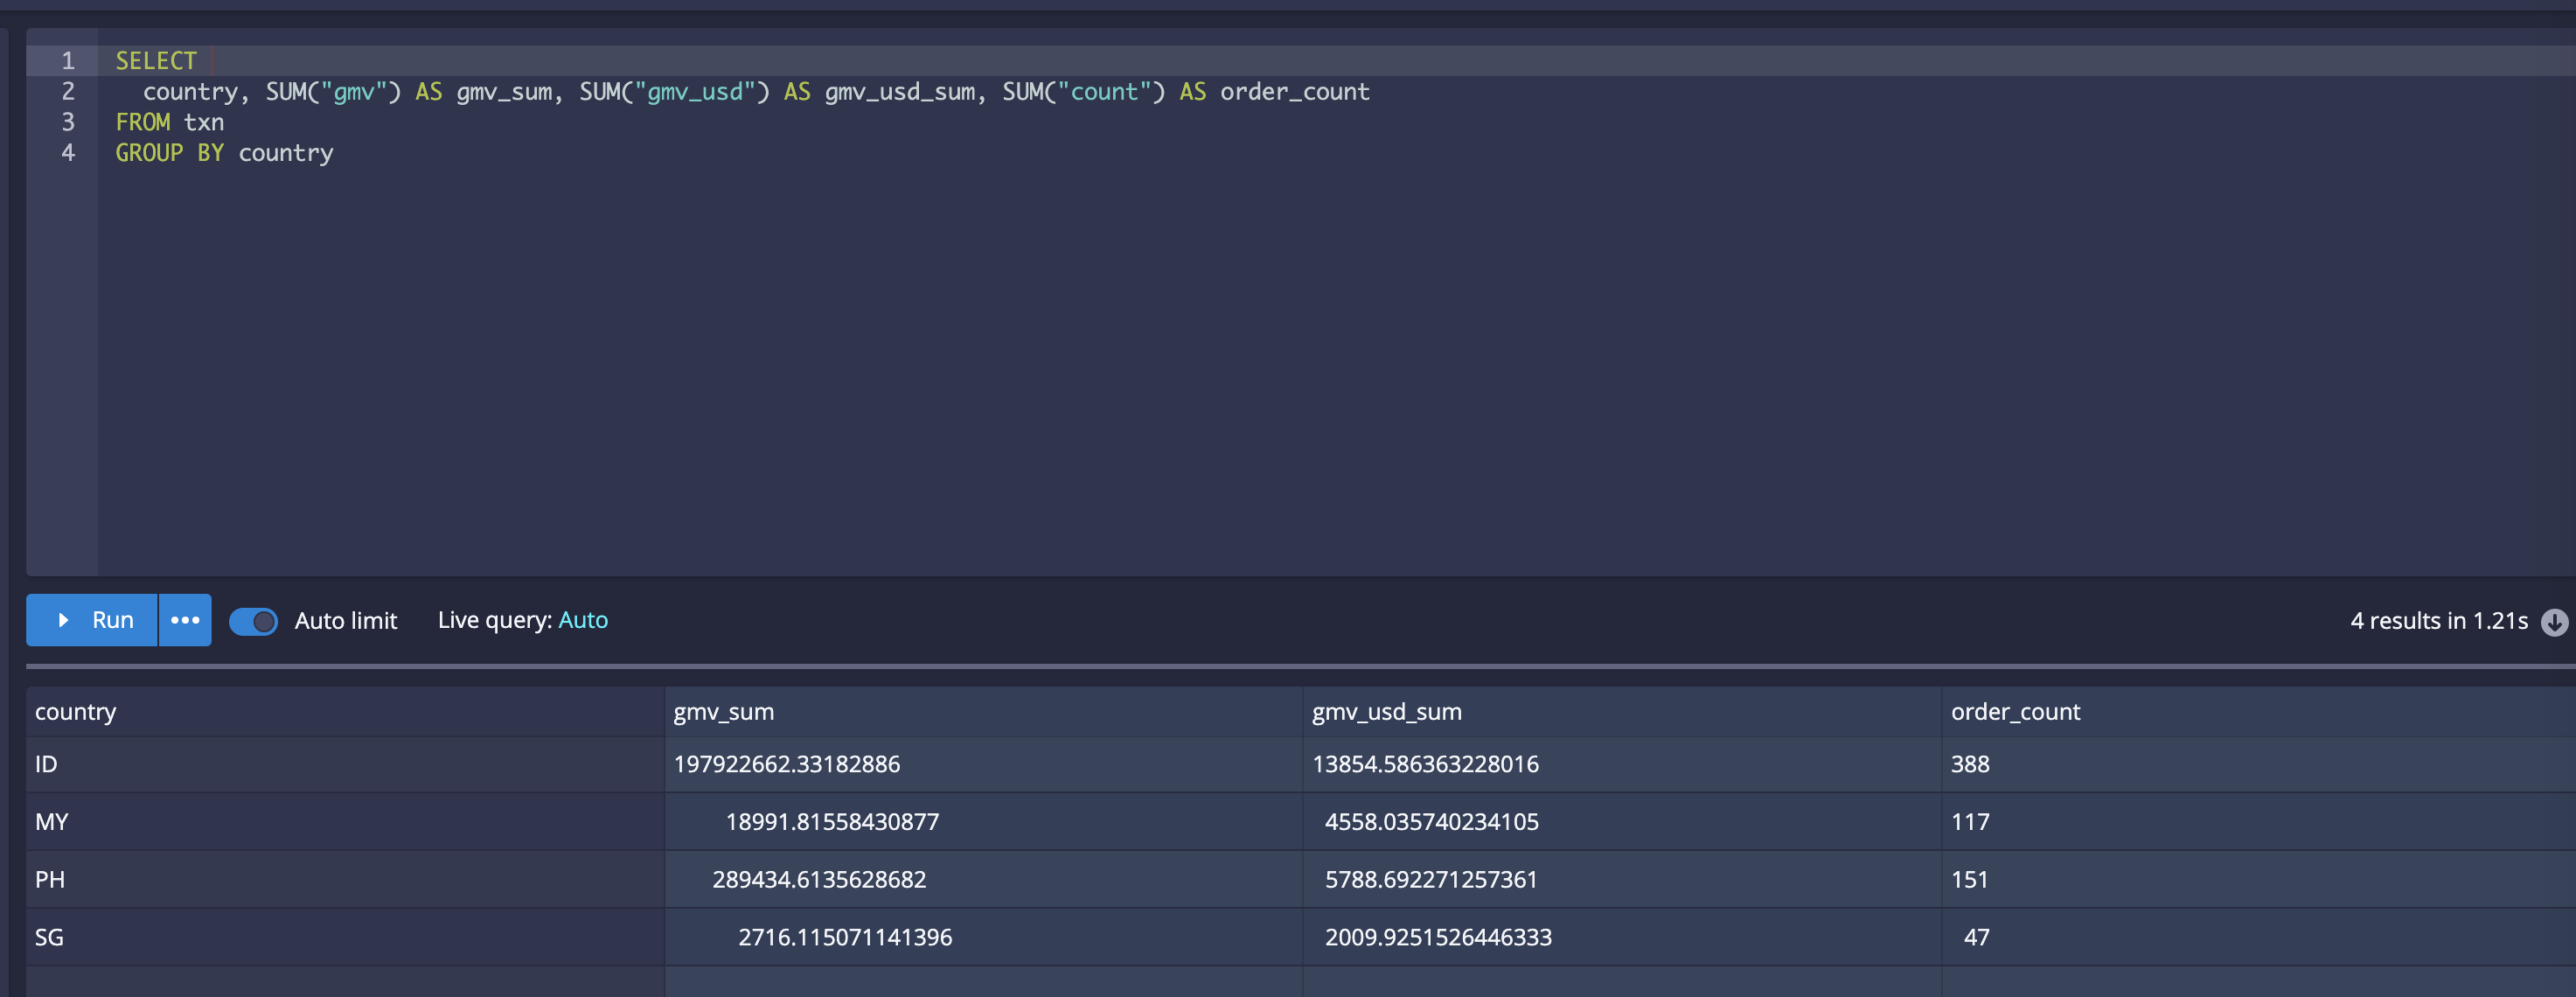 1 SELECT
2 country, SUM("gmv") AS gmv_sum, SUM("gmv_usd") AS gmv_usd_sum, SUM("count") AS order_count
3 FROM txn
4 GROUP BY country
Run ••• Auto limit Live query: Auto 4 results in 1.21s
country gmv_sum gmv_usd_sum order_count
ID 197922662.33182886 13854.586363228016 388
MY 18991.81558430877 4558.035740234105 117
PH 289434.6135628682 5788.692271257361 151
SG 2716.115071141396 2009.9251526446333 47